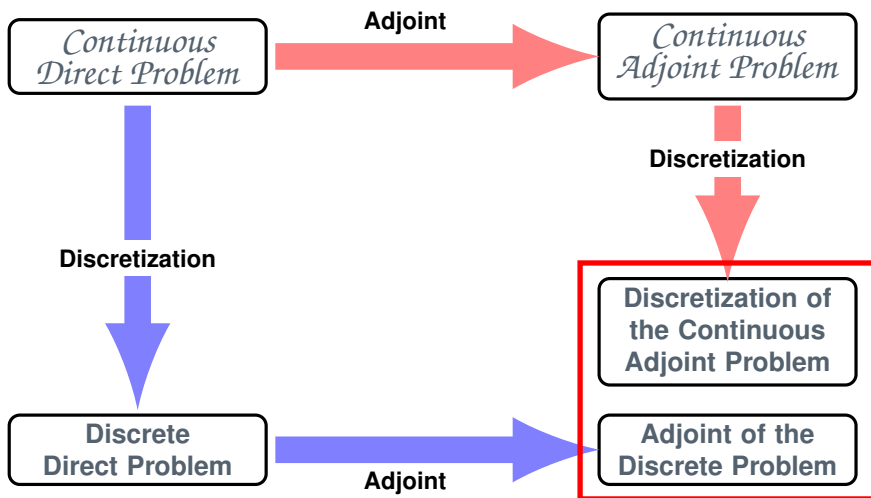 Adjoint
Continuous
Direct Problem
Continuous
Adjoint Problem
Discretization
Discretization
Discretization of
the Continuous
Adjoint Problem
Discrete
Direct Problem
Adjoint
Adjoint of the
Discrete Problem